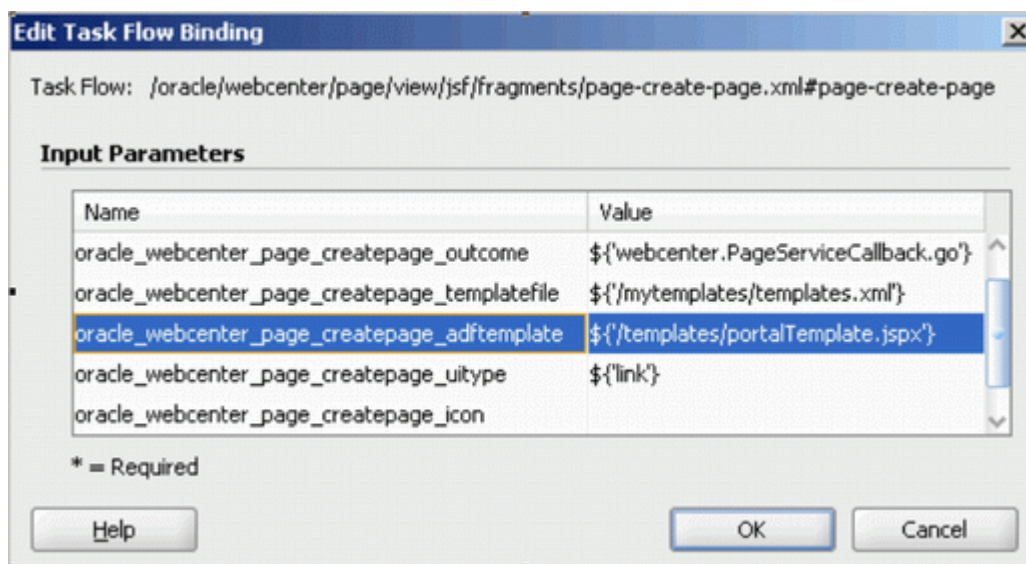 Edit Task Flow Binding
Task Flow: /oracle/webcenter/page/view/jsf/fragments/page-create-page.xml#page-create-page
Input Parameters
Name Value
oracle_webcenter_page_createpage_outcome ${'webcenter.PageServiceCallback.go'}
oracle_webcenter_page_createpage_templatefile ${'/mytemplates/templates.xml'}
oracle_webcenter_page_createpage_adftemplate ${'/templates/portalTemplate.jspx'}
oracle_webcenter_page_createpage_uitype ${'link'}
oracle_webcenter_page_createpage_icon
* = Required
Help OK Cancel